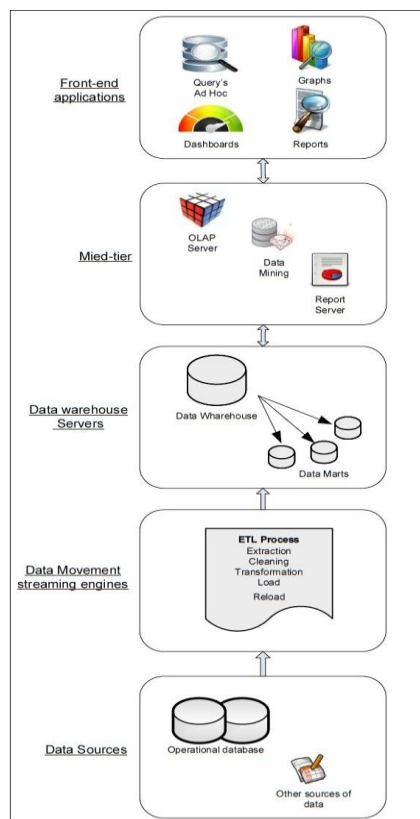 Front-end
applications
Query's
Ad Hoc
Graphs
Dashboards
Reports
Mied-tier
OLAP
Server
Data
Mining
Report
Server
Data warehouse
Servers
Data Wharehouse
Data Marts
Data Movement
streaming engines
ETL Process
Extraction
Cleaning
Transformation
Load
Reload
Data Sources
Operational database
Other sources of
data